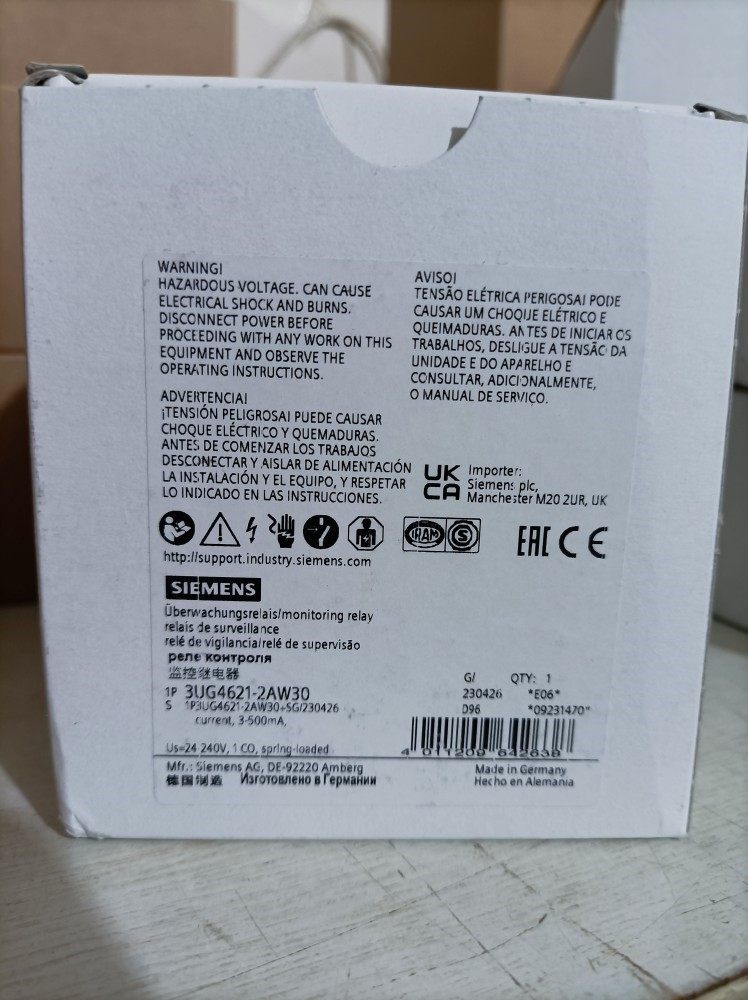 WARNING!
HAZARDOUS VOLTAGE. CAN CAUSE
ELECTRICAL SHOCK AND BURNS.
DISCONNECT POWER BEFORE
PROCEEDING WITH ANY WORK ON THIS
EQUIPMENT AND OBSERVE THE
OPERATING INSTRUCTIONS.
ADVERTENCIA!
¡TENSIÓN PELIGROSA! PUEDE CAUSAR
CHOQUE ELÉCTRICO Y QUEMADURAS.
ANTES DE COMENZAR LOS TRABAJOS
DESCONECTAR Y AISLAR DE ALIMENTACIÓN
LA INSTALACIÓN Y EL EQUIPO, Y RESPETAR
LO INDICADO EN LAS INSTRUCCIONES.
AVISO!
TENSÃO ELÉTRICA PERIGOSA! PODE
CAUSAR UM CHOQUE ELÉTRICO E
QUEIMADURAS. ANTES DE INICIAR OS
TRABALHOS, DESLIGUE A TENSÃO DA
UNIDADE E DO APARELHO E
CONSULTAR, ADICIONALMENTE,
O MANUAL DE SERVIÇO.
UK
CA
Importer:
Siemens plc,
Manchester M20 2UR, UK
IRAM S
EAC CE
http://support.industry.siemens.com
SIEMENS
Überwachungsrelais/monitoring relay
relais de surveillance
relé de vigilancia/relé de supervisão
реле контроля
监控继电器
1P 3UG4621-2AW30
S 1P3UG4621-2AW30+SG/230426
current, 3-500mA,
Us=24-240V, 1 CO, spring-loaded
G/ QTY: 1
230426 *E06*
D96 *09231470*
4 011209 642638
Mfr.: Siemens AG, DE-92220 Amberg
德国制造 Изготовлено в Германии
Made in Germany
Hecho en Alemania